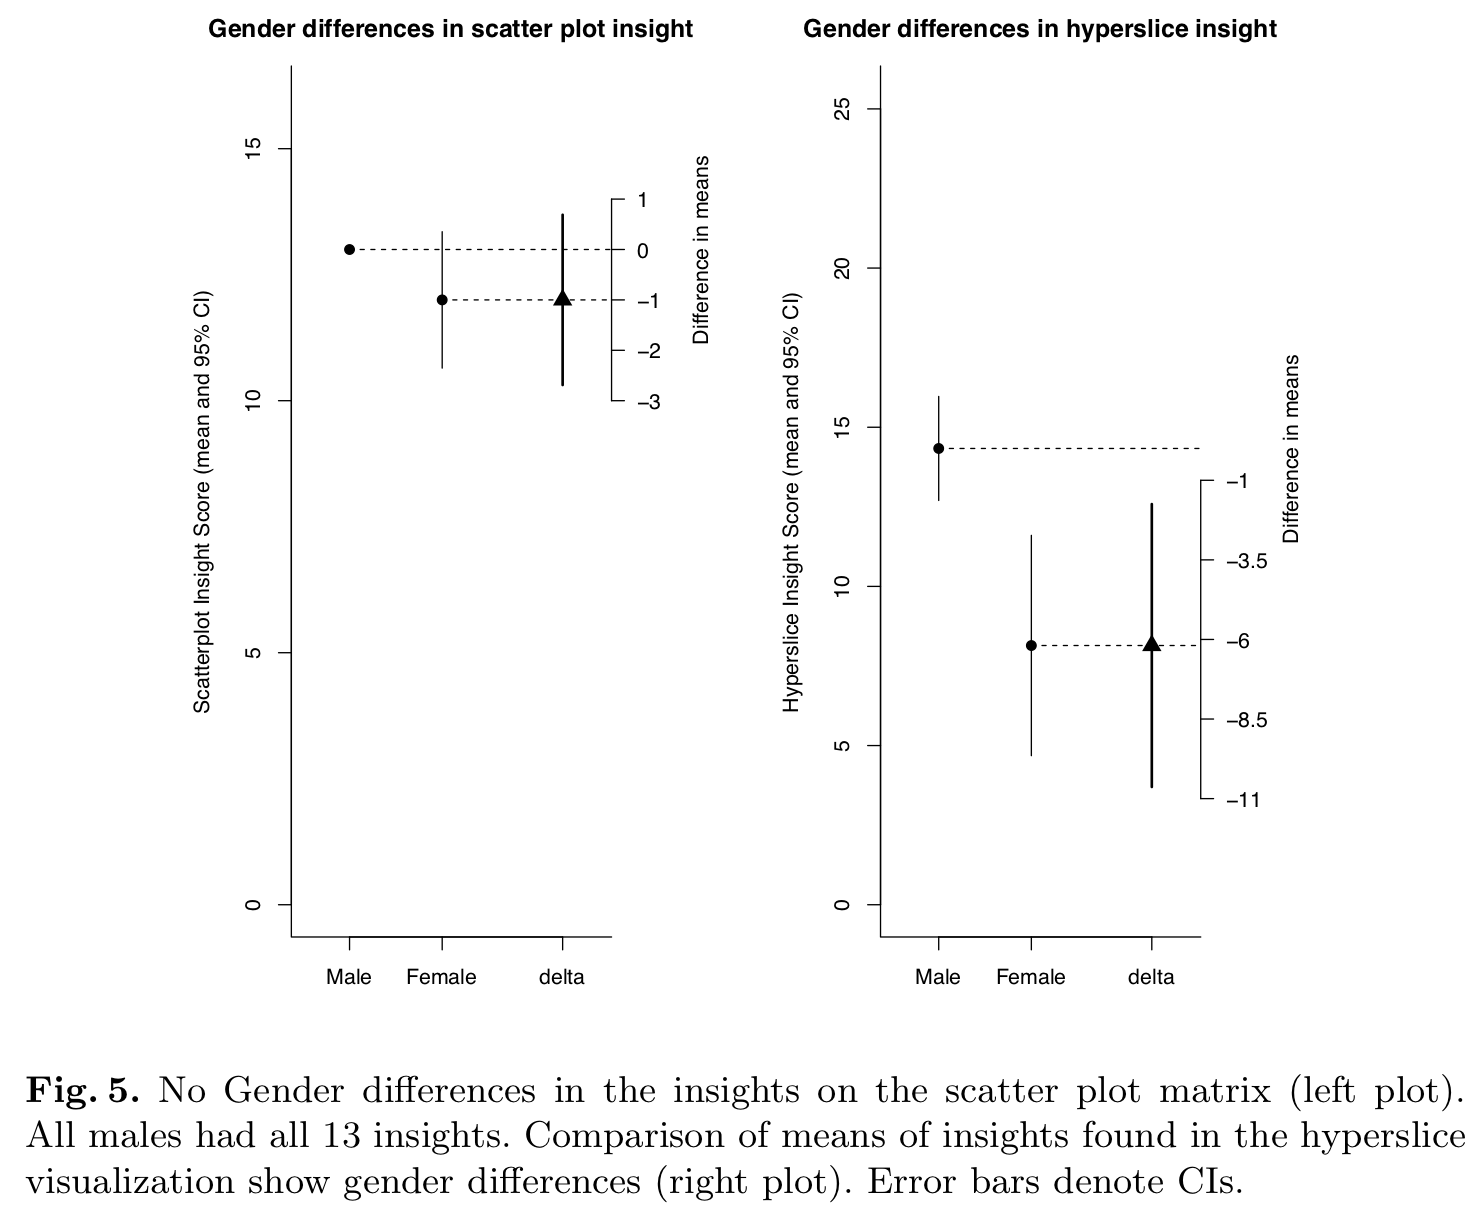 Gender differences in scatter plot insight
Scatterplot Insight Score (mean and 95% CI)
15
10
5
0
Male Female delta
1
0
−1
−2
−3
Difference in means
Gender differences in hyperslice insight
Hyperslice Insight Score (mean and 95% CI)
25
20
15
10
5
0
Male Female delta
−1
−3.5
−6
−8.5
−11
Difference in means
Fig. 5. No Gender differences in the insights on the scatter plot matrix (left plot).
All males had all 13 insights. Comparison of means of insights found in the hyperslice
visualization show gender differences (right plot). Error bars denote CIs.